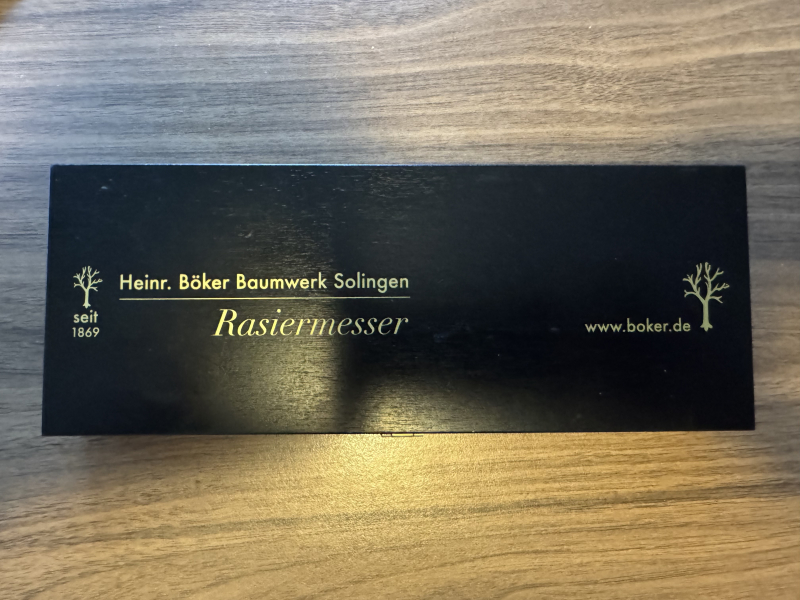 Heinr. Böker Baumwerk Solingen
Rasiermesser
seit
1869
www.boker.de